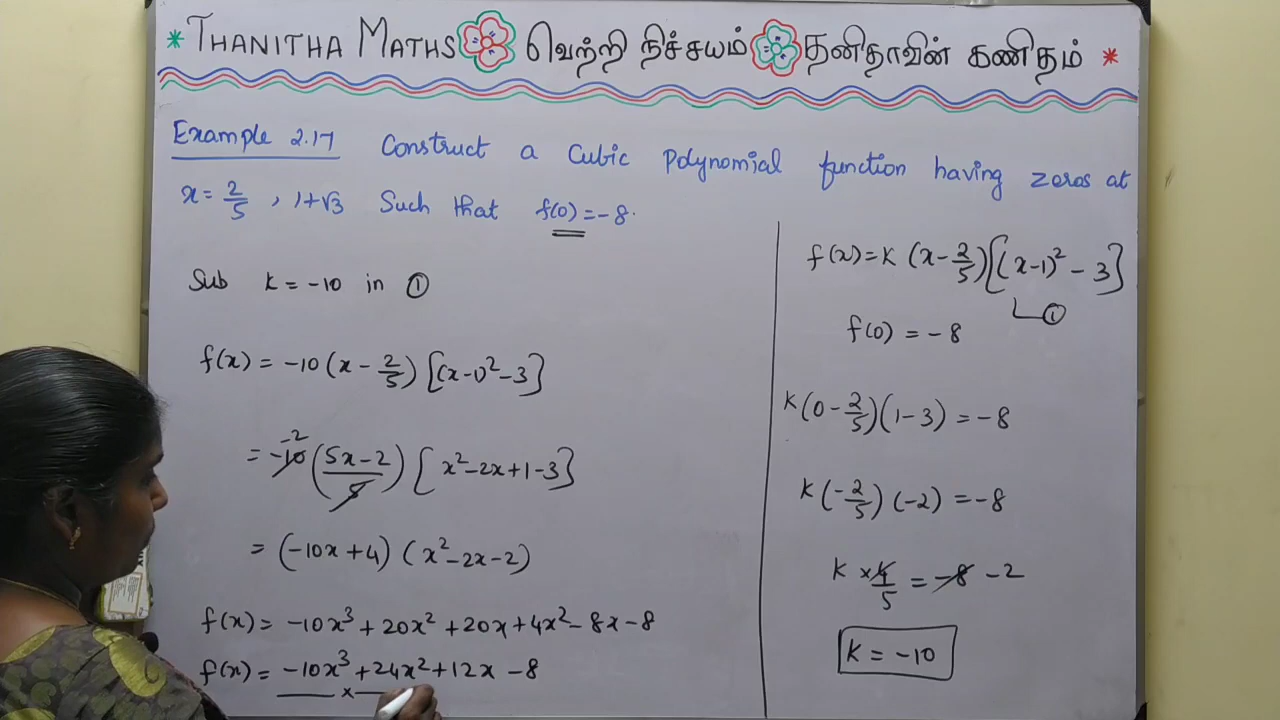 * THANITHA MATHS வெற்றி நிச்சயம் தனிதாவின் கணிதம் *
Example 2.17 Construct a Cubic Polynomial function having zeros at
x = 2/5 , 1+√3 Such that f(0) = -8.
Sub K = -10 in ①
f(x) = -10 (x - 2/5) [(x-1)² - 3]
= -10 -2 (5x-2 / 5) [x² - 2x + 1 - 3]
= (-10x + 4) (x² - 2x - 2)
f(x) = -10x³ + 20x² + 20x + 4x² - 8x - 8
f(x) = -10x³ + 24x² + 12x - 8
x
f(x) = K (x - 2/5) [(x-1)² - 3]
①
f(0) = -8
K (0 - 2/5) (1-3) = -8
K (-2/5) (-2) = -8
K × 4/5 = -8 -2
K = -10